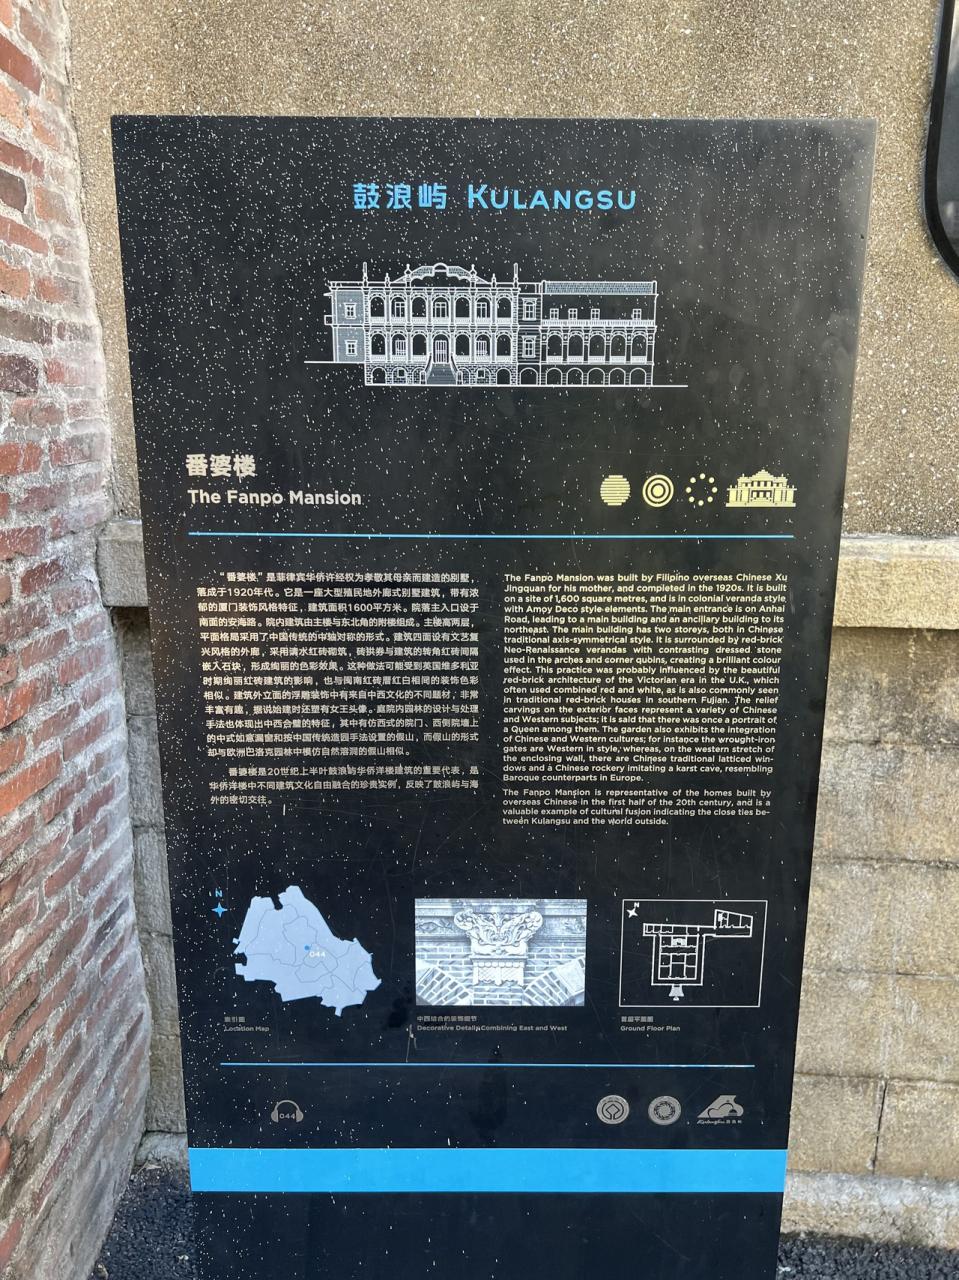 鼓浪屿 KULANGSU
番婆楼
The Fanpo Mansion
“番婆楼”是菲律宾华侨许经权为孝敬其母亲而建造的别墅，
落成于1920年代。它是一座大型殖民地外廊式别墅建筑，带有浓
郁的厦门装饰风格特征，建筑面积1600平方米。院落主入口设于
南面的安海路。院内建筑由主楼与东北角的附楼组成。主楼高两层，
平面格局采用了中国传统的中轴对称的形式。建筑四面设有文艺复
兴风格的外廊，采用清水红砖砌筑，砖拱券与建筑的转角红砖间隔
嵌入石块，形成绚丽的色彩效果。这种做法可能受到英国维多利亚
时期绚丽红砖建筑的影响，也与闽南红砖厝红白相间的装饰色彩
相似。建筑外立面的浮雕装饰中有来自中西文化的不同题材，非常
丰富有趣，据说始建时还塑有女王头像。庭院内园林的设计与处理
手法也体现出中西合璧的特征，其中有仿西式的院门、西侧院墙上
的中式如意漏窗和按中国传统造园手法设置的假山，而假山的形式
却与欧洲巴洛克园林中模仿自然溶洞的假山相似。
番婆楼是20世纪上半叶鼓浪屿华侨洋楼建筑的重要代表，是
华侨洋楼中不同建筑文化自由融合的珍贵实例，反映了鼓浪屿与海
外的密切交往。
The Fanpo Mansion was built by Filipino overseas Chinese Xu
Jingquan for his mother, and completed in the 1920s. It is built
on a site of 1,600 square metres, and is in colonial veranda style
with Amoy Deco style elements. The main entrance is on Anhai
Road, leading to a main building and an ancillary building to its
northeast. The main building has two storeys, both in Chinese
traditional axis-symmetrical style. It is surrounded by red-brick
Neo-Renaissance verandas with contrasting dressed stone
used in the arches and corner qubins, creating a brilliant colour
effect. This practice was probably influenced by the beautiful
red-brick architecture of the Victorian era in the U.K., which
often used combined red and white, as is also commonly seen
in traditional red-brick houses in southern Fujian. The relief
carvings on the exterior faces represent a variety of Chinese
and Western subjects; it is said that there was once a portrait of
a Queen among them. The garden also exhibits the integration
of Chinese and Western cultures; for instance the wrought-iron
gates are Western in style, whereas, on the western stretch of
the enclosing wall, there are Chinese traditional latticed win-
dows and a Chinese rockery imitating a karst cave, resembling
Baroque counterparts in Europe.
The Fanpo Mansion is representative of the homes built by
overseas Chinese in the first half of the 20th century, and is a
valuable example of cultural fusion indicating the close ties be-
tween Kulangsu and the world outside.
N
044
N
索引图
Location Map
中西结合的装饰细节
Decorative Details Combining East and West
首层平面图
Ground Floor Plan
044
Kulangsu 鼓浪屿